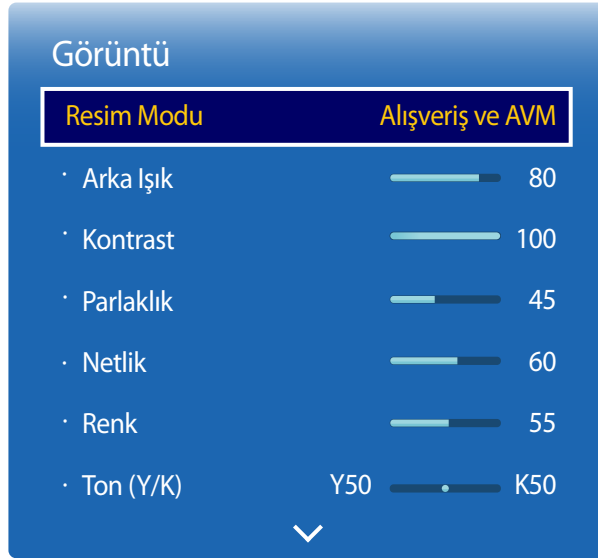 Görüntü
Resim Modu Alışveriş ve AVM
· Arka Işık 80
· Kontrast 100
· Parlaklık 45
· Netlik 60
· Renk 55
· Ton (Y/K) Y50 K50